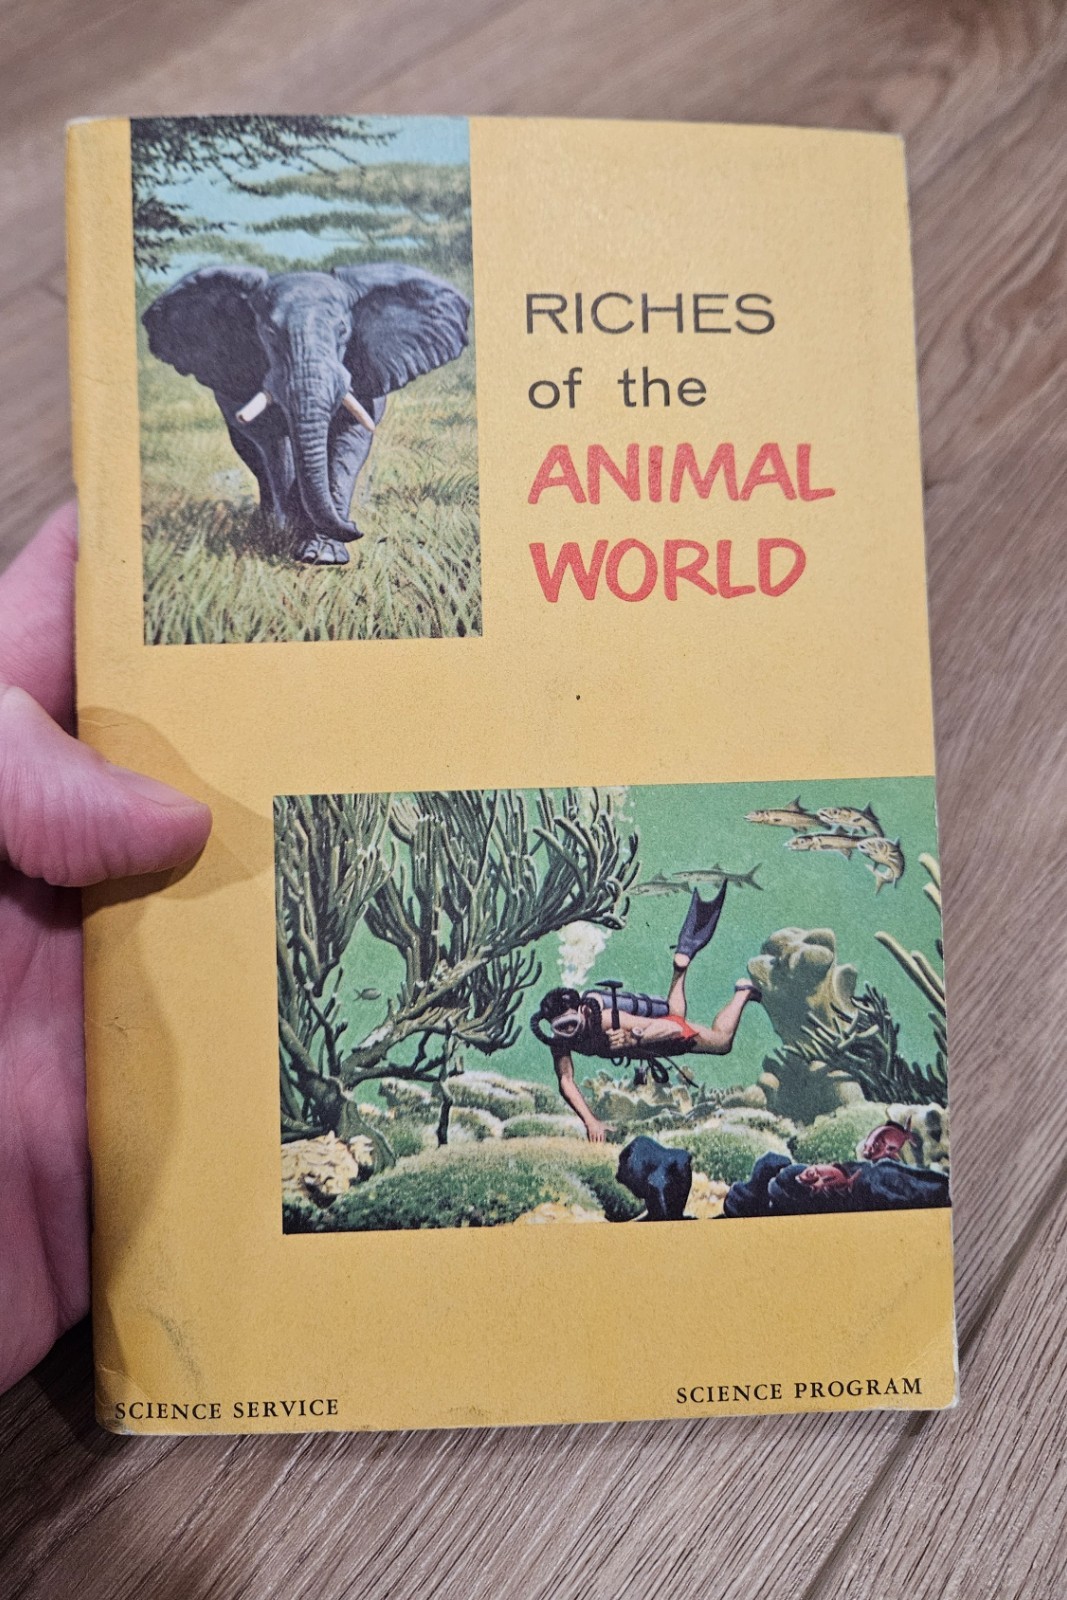 RICHES
of the
ANIMAL
WORLD
SCIENCE SERVICE
SCIENCE PROGRAM